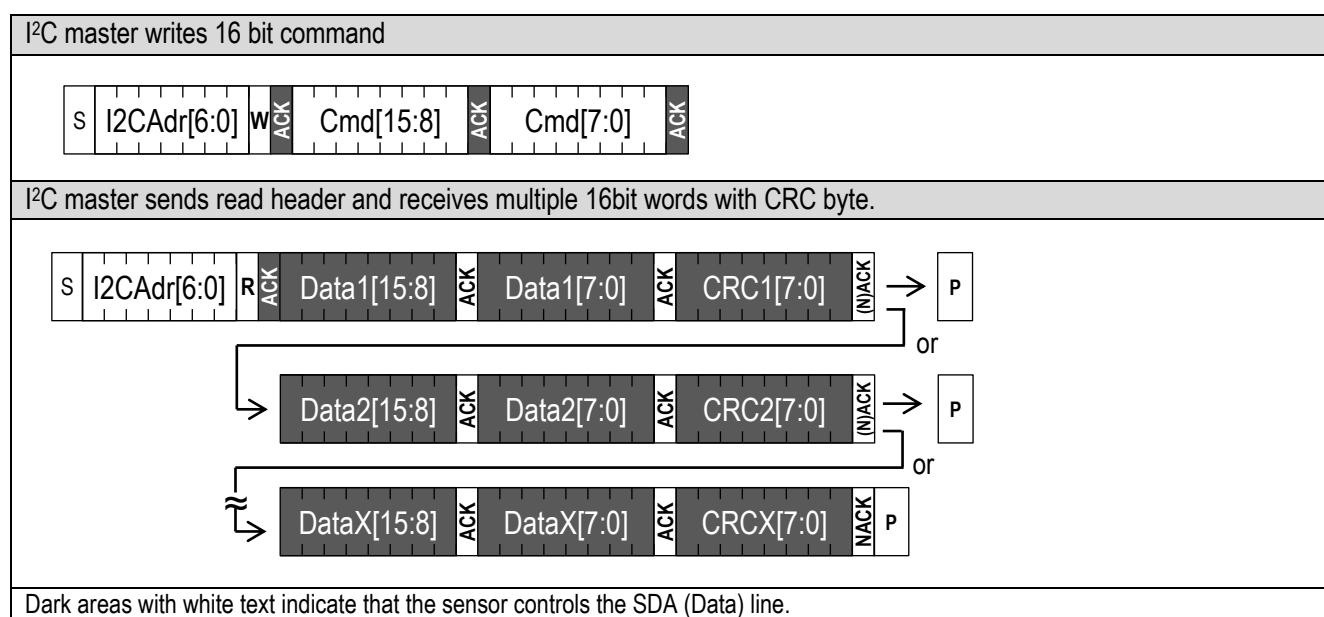 I²C master writes 16 bit command
S I2CAdr[6:0] W ACK Cmd[15:8] ACK Cmd[7:0] ACK
I²C master sends read header and receives multiple 16bit words with CRC byte.
S I2CAdr[6:0] R ACK Data1[15:8] ACK Data1[7:0] ACK CRC1[7:0] (N)ACK P
or
Data2[15:8] ACK Data2[7:0] ACK CRC2[7:0] (N)ACK P
or
DataX[15:8] ACK DataX[7:0] ACK CRCX[7:0] NACK P
Dark areas with white text indicate that the sensor controls the SDA (Data) line.